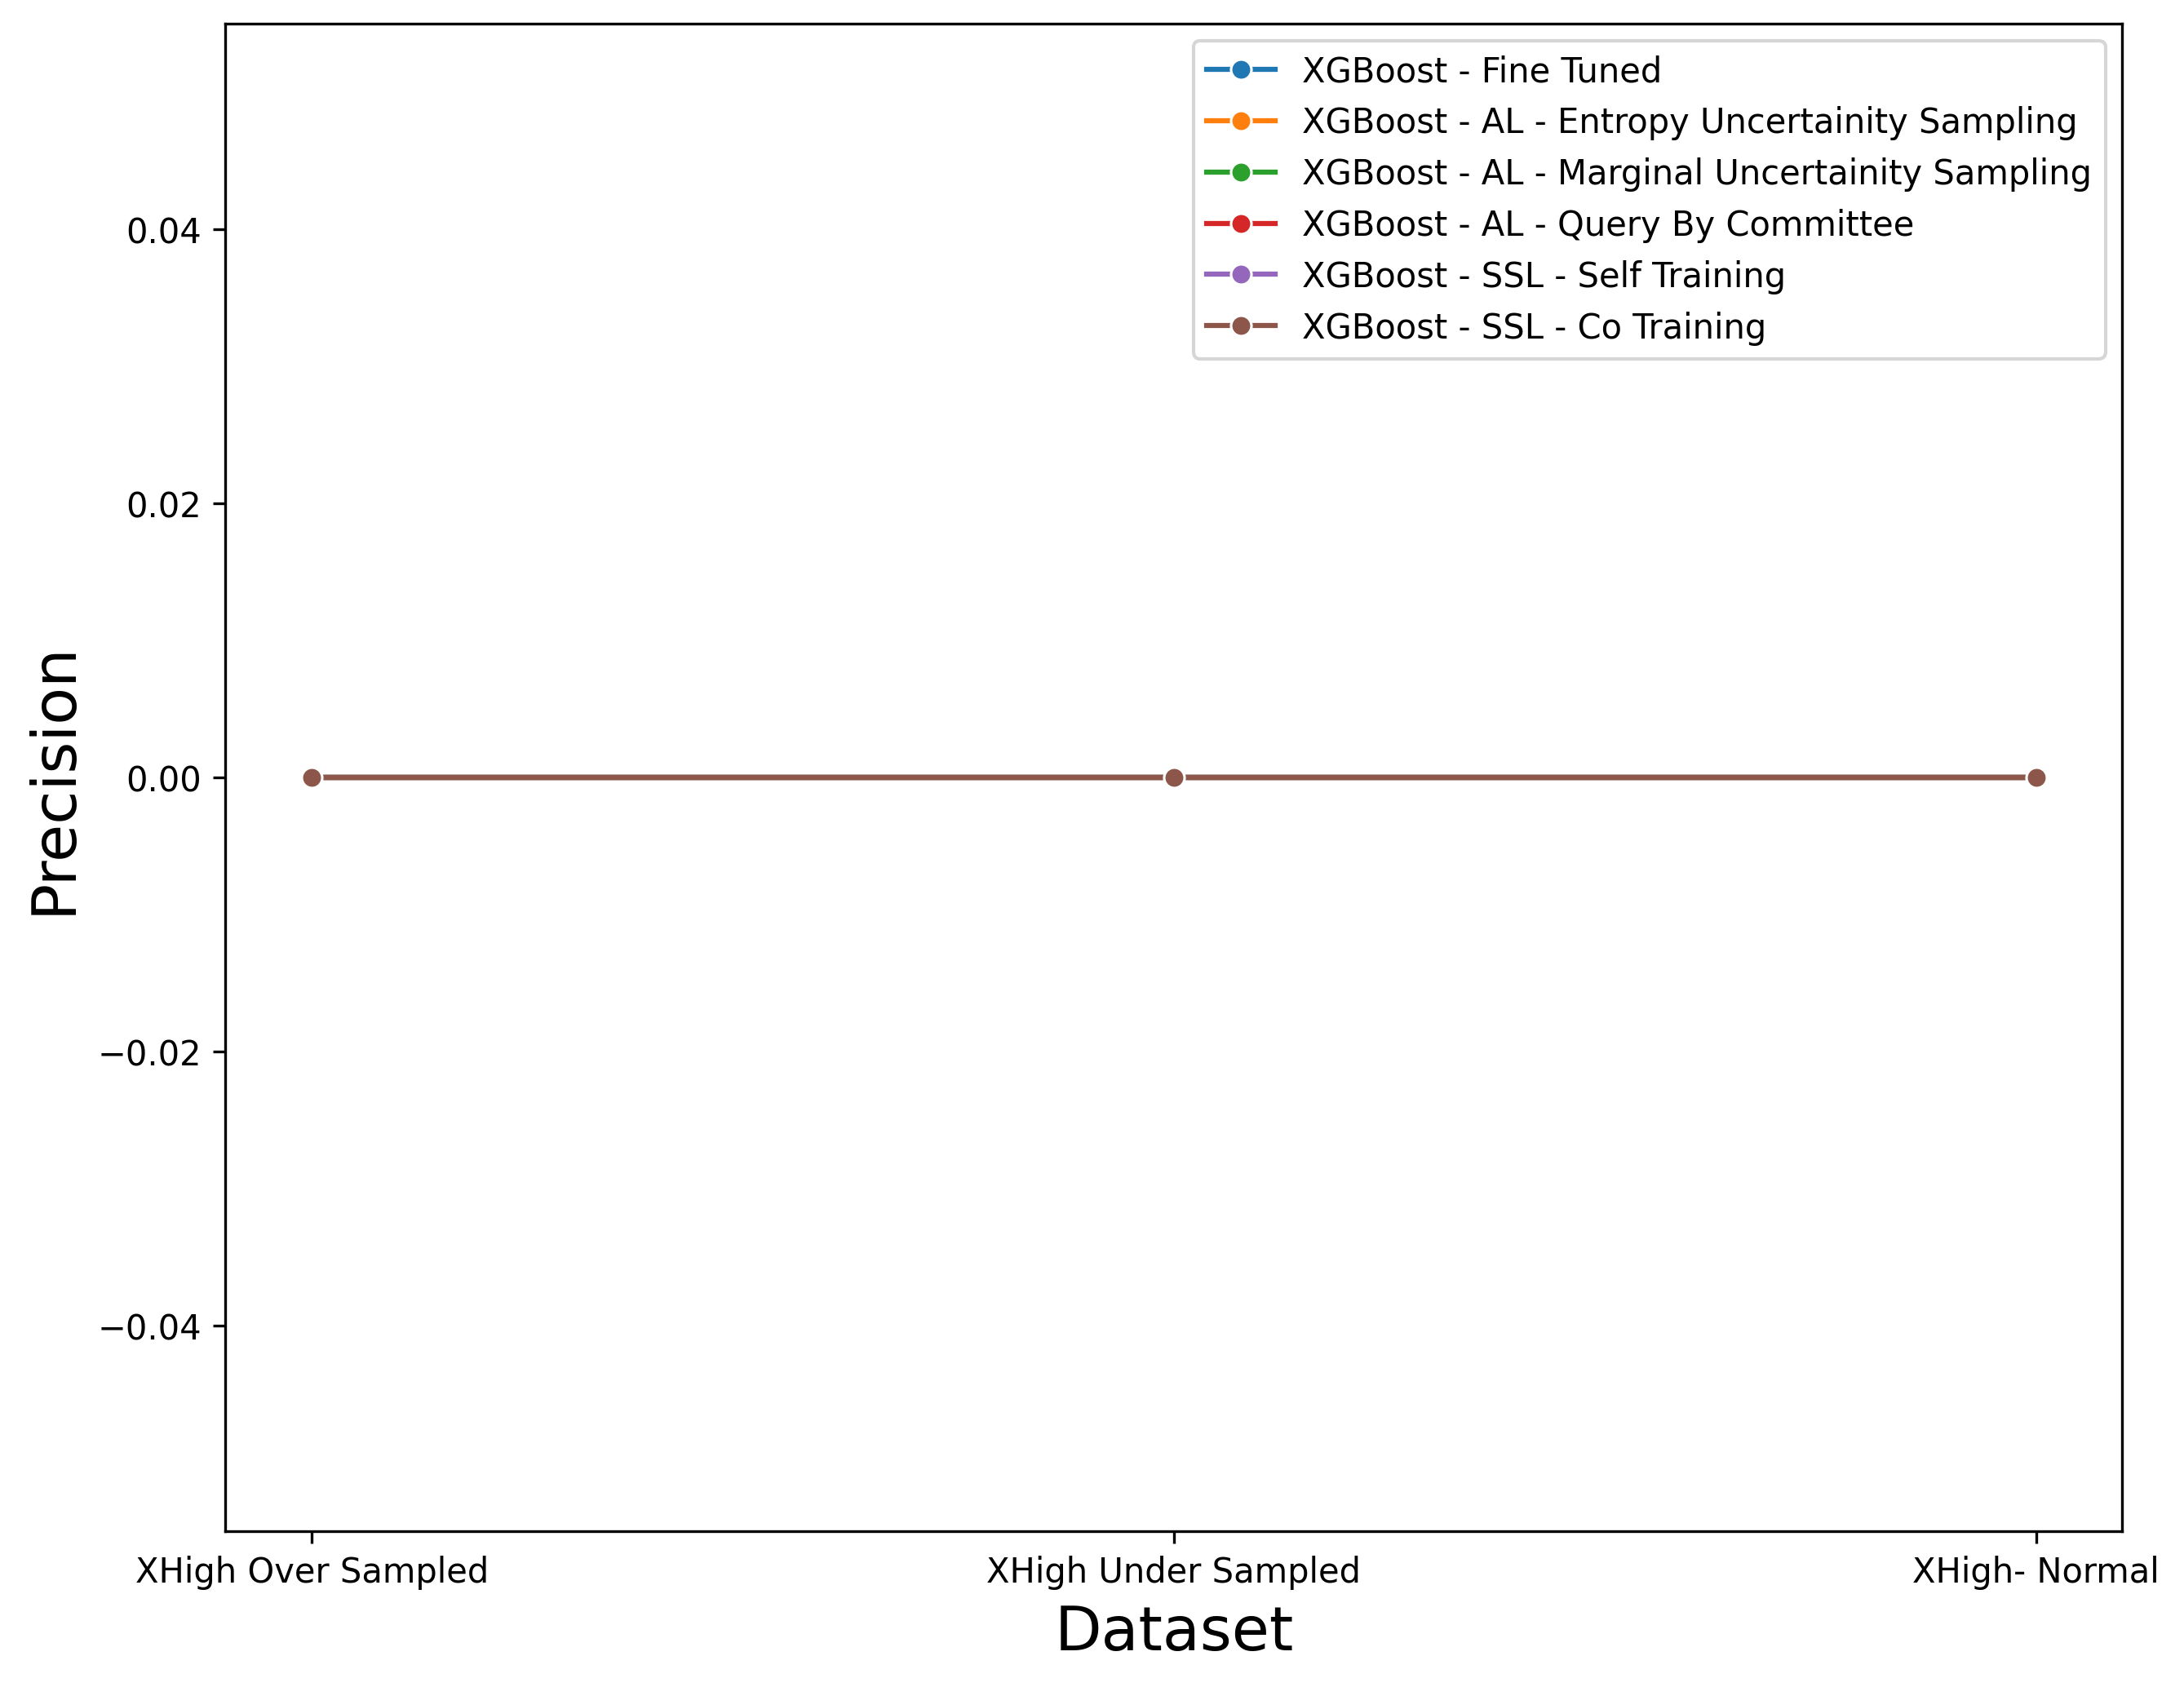 XGBoost - Fine Tuned
XGBoost - AL - Entropy Uncertainity Sampling
XGBoost - AL - Marginal Uncertainity Sampling
XGBoost - AL - Query By Committee
XGBoost - SSL - Self Training
XGBoost - SSL - Co Training
0.04
0.02
0.00
−0.02
−0.04
Precision
XHigh Over Sampled
XHigh Under Sampled
XHigh- Normal
Dataset